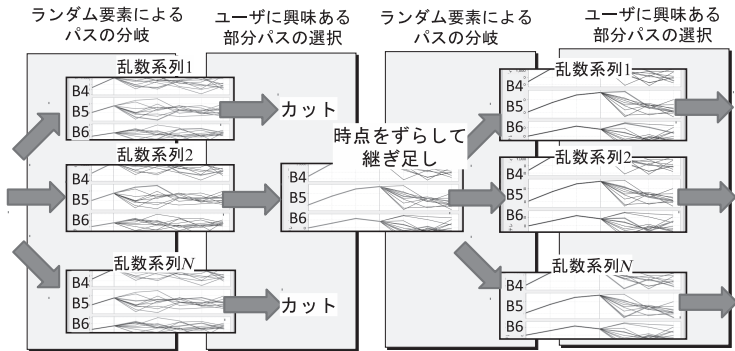 ランダム要素による
パスの分岐
ユーザに興味ある
部分パスの選択
ランダム要素による
パスの分岐
ユーザに興味ある
部分パスの選択
乱数系列1
B4
B5
B6
カット
乱数系列2
B4
B5
B6
時点をずらして
継ぎ足し
B4
B5
B6
乱数系列N
B4
B5
B6
カット
乱数系列1
B4
B5
B6
乱数系列2
B4
B5
B6
乱数系列N
B4
B5
B6